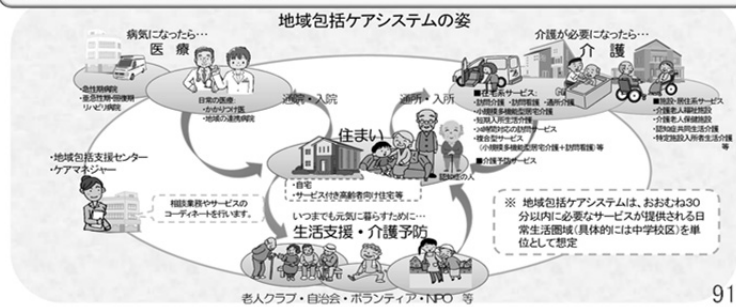 地域包括ケアシステムの姿
病気になったら…
医療
・急性期病院
・亜急性期・回復期
リハビリ病院
日常の医療：
・かかりつけ医
・地域の連携病院
通院・入院
通所・入所
介護が必要になったら…
介護
■在宅系サービス：
・訪問介護・訪問看護・通所介護
・小規模多機能型居宅介護
・短期入所生活介護
・24時間対応の訪問サービス
・複合型サービス
（小規模多機能型居宅介護＋訪問看護）等
■介護予防サービス
■施設・居住系サービス
・介護老人福祉施設
・介護老人保健施設
・認知症共同生活介護
・特定施設入所者生活介護
等
住まい
認知症の人
・自宅
・サービス付き高齢者向け住宅等
・地域包括支援センター
・ケアマネジャー
相談業務やサービスの
コーディネートを行います。
いつまでも元気に暮らすために…
生活支援・介護予防
老人クラブ・自治会・ボランティア・NPO 等
※ 地域包括ケアシステムは、おおむね30
分以内に必要なサービスが提供される日
常生活圏域（具体的には中学校区）を単
位として想定
91